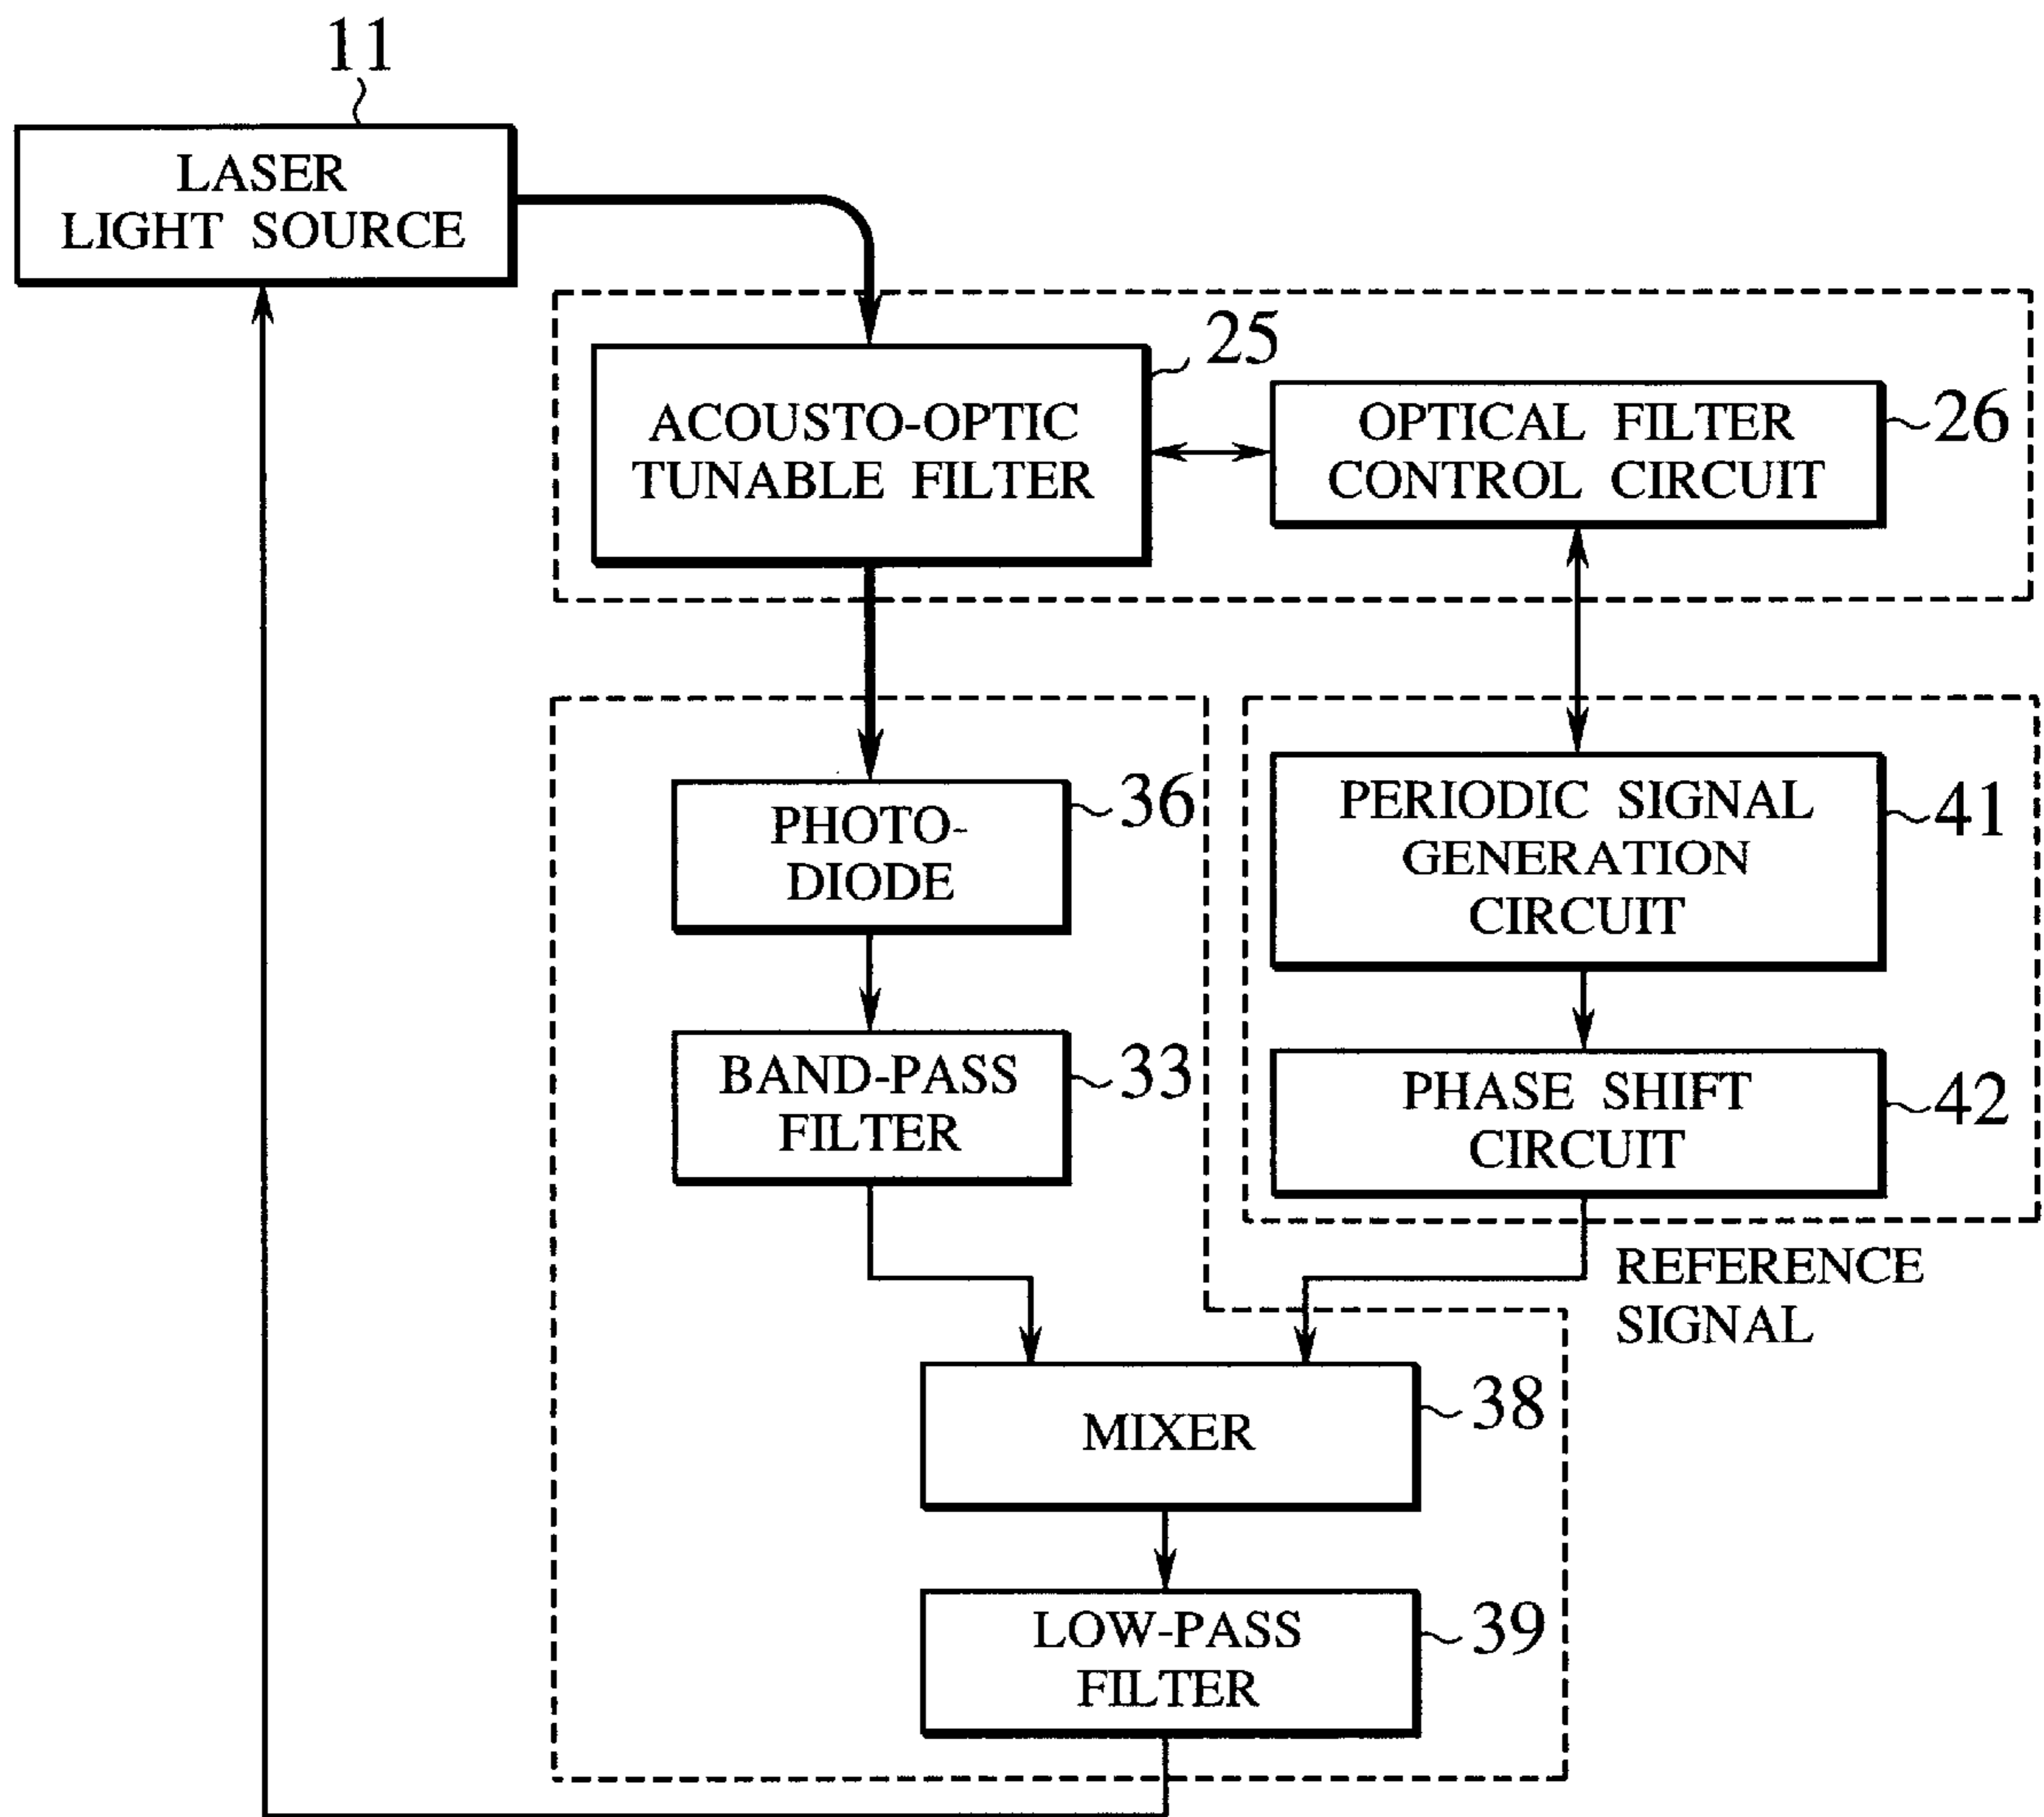 11
LASER
LIGHT SOURCE
25
ACOUSTO-OPTIC
TUNABLE FILTER
OPTICAL FILTER
CONTROL CIRCUIT
26
PHOTO-
DIODE
36
PERIODIC SIGNAL
GENERATION
CIRCUIT
41
BAND-PASS
FILTER
33
PHASE SHIFT
CIRCUIT
42
REFERENCE
SIGNAL
MIXER
38
LOW-PASS
FILTER
39